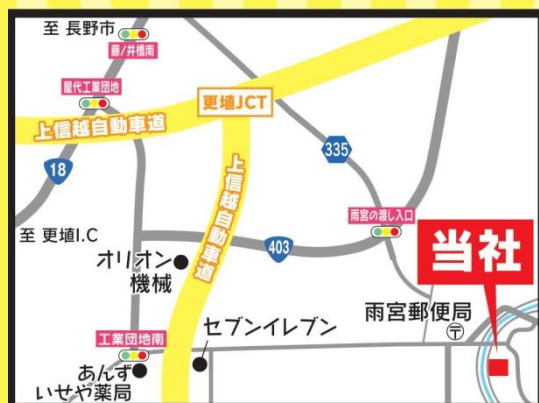 至 長野市
篠ノ井橋南
屋代工業団地
更埴JCT
上信越自動車道
18
335
上信越自動車道
雨宮の渡し入口
至 更埴I.C
403
当社
オリオン
機械
雨宮郵便局
〒
セブンイレブン
工業団地南
あんず
いせや薬局